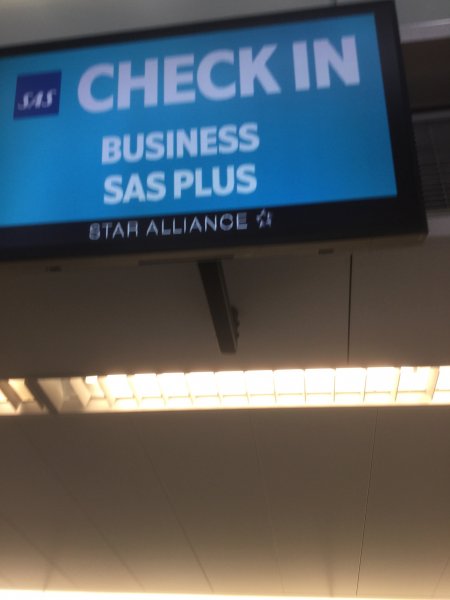 SAS
CHECK IN
BUSINESS
SAS PLUS
STAR ALLIANCE